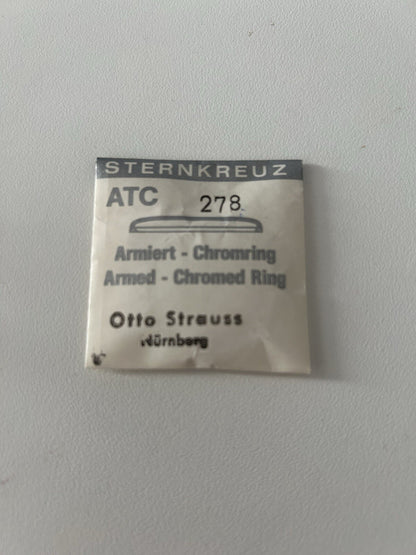 STERNKREUZ
ATC 278
Armiert - Chromring
Armed - Chromed Ring
Otto Strauss
Nürnberg